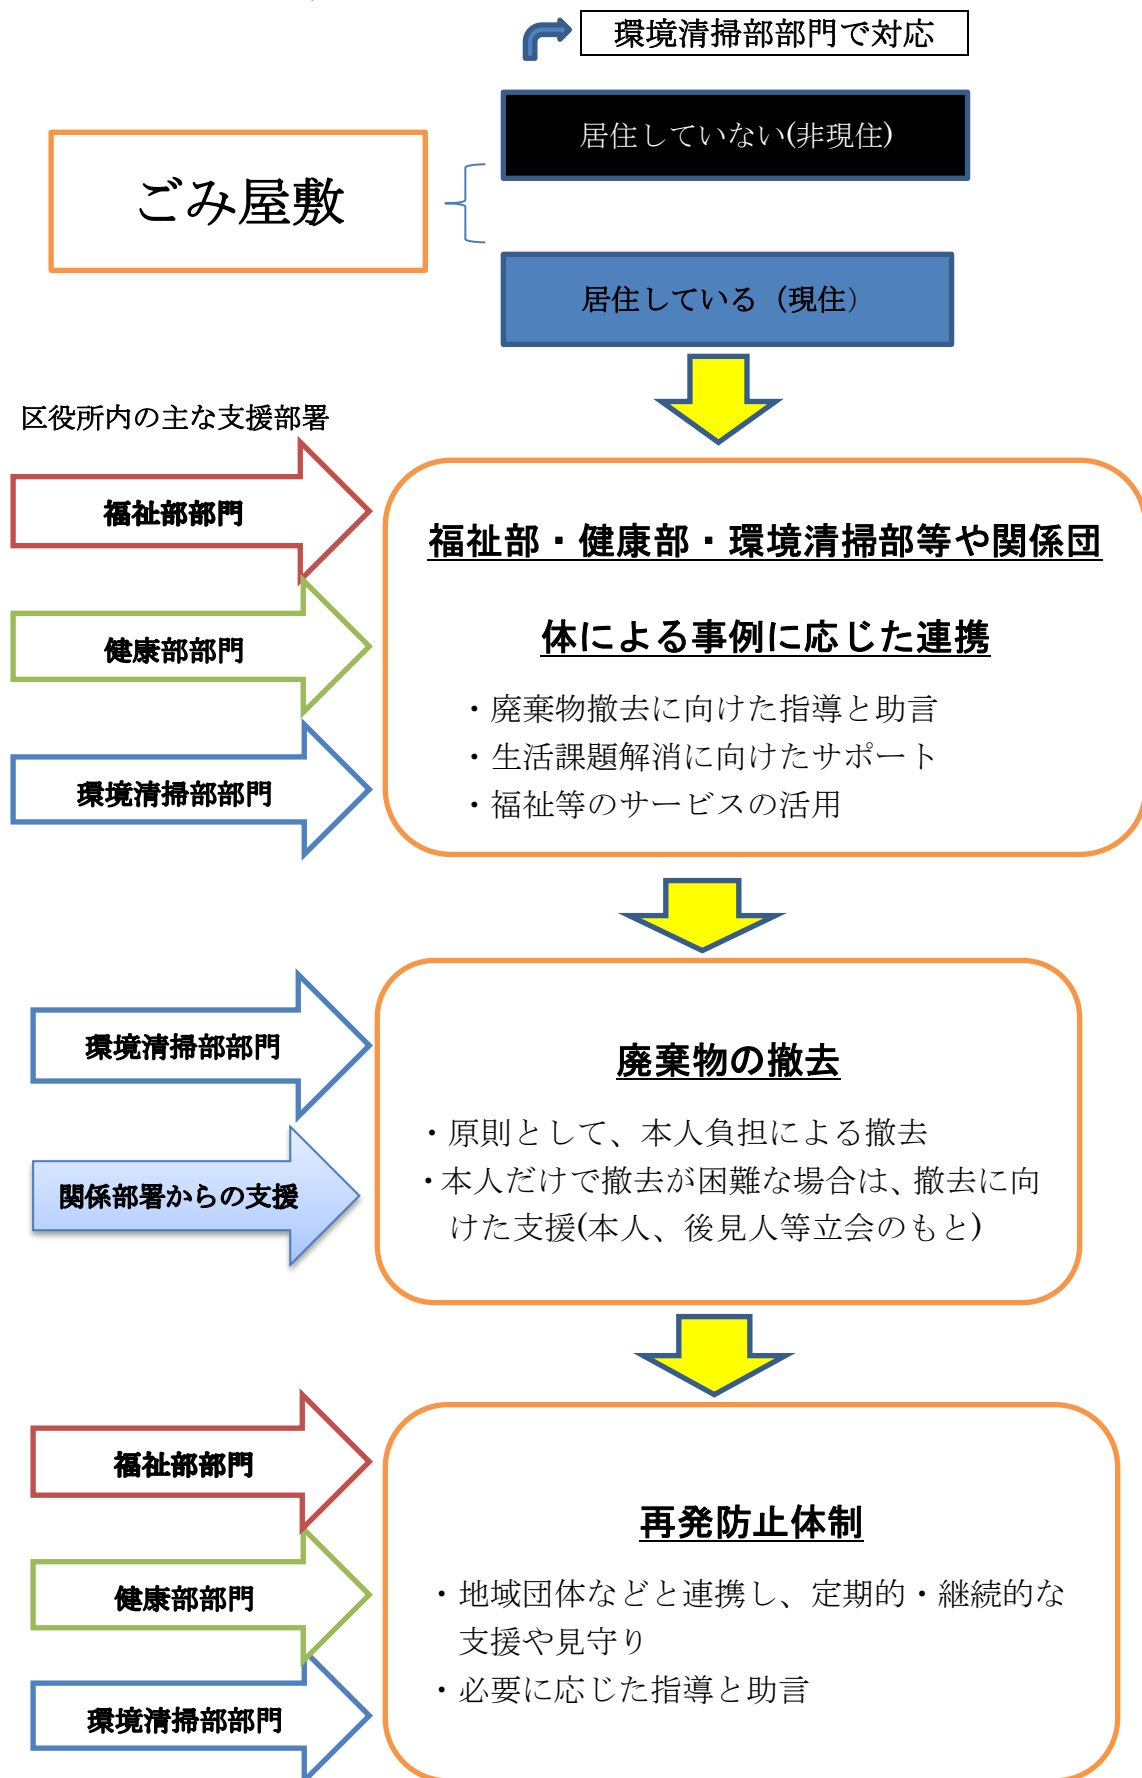 環境清掃部部門で対応
居住していない(非現住)
ごみ屋敷
居住している（現住）
区役所内の主な支援部署
福祉部部門
健康部部門
環境清掃部部門
福祉部・健康部・環境清掃部等や関係団
体による事例に応じた連携
・廃棄物撤去に向けた指導と助言
・生活課題解消に向けたサポート
・福祉等のサービスの活用
環境清掃部部門
関係部署からの支援
廃棄物の撤去
・原則として、本人負担による撤去
・本人だけで撤去が困難な場合は、撤去に向
けた支援(本人、後見人等立会のもと)
福祉部部門
健康部部門
環境清掃部部門
再発防止体制
・地域団体などと連携し、定期的・継続的な
支援や見守り
・必要に応じた指導と助言